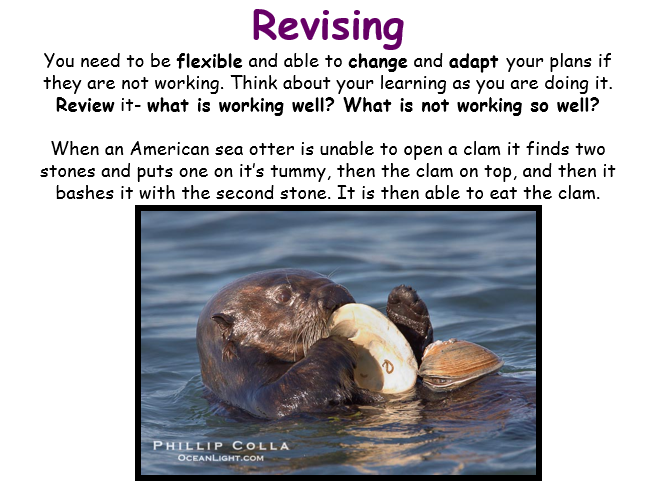 Revising
You need to be flexible and able to change and adapt your plans if
they are not working. Think about your learning as you are doing it.
Review it- what is working well? What is not working so well?
When an American sea otter is unable to open a clam it finds two
stones and puts one on it’s tummy, then the clam on top, and then it
bashes it with the second stone. It is then able to eat the clam.
PHILLIP COLLA
OCEANLIGHT.COM